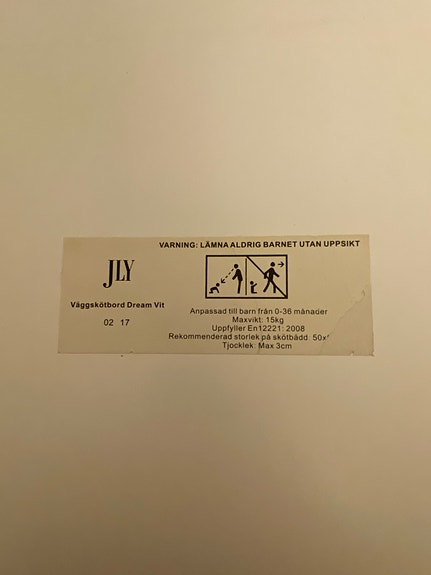 VARNING: LÄMNA ALDRIG BARNET UTAN UPPSIKT
JLY
Väggskötbord Dream Vit
02 17
Anpassad till barn från 0-36 månader
Maxvikt: 15kg
Uppfyller En12221: 2008
Rekommenderad storlek på skötbädd: 50x
Tjocklek: Max 3cm